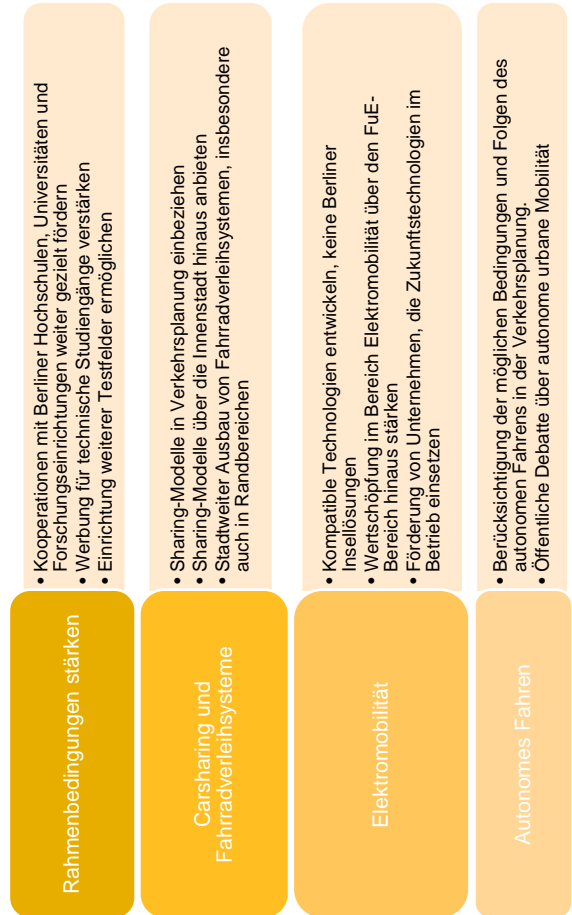 Rahmenbedingungen stärken
• Kooperationen mit Berliner Hochschulen, Universitäten und
Forschungseinrichtungen weiter gezielt fördern
• Werbung für technische Studiengänge verstärken
• Einrichtung weiterer Testfelder ermöglichen
Carsharing und
Fahrradverleihsysteme
• Sharing-Modelle in Verkehrsplanung einbeziehen
• Sharing-Modelle über die Innenstadt hinaus anbieten
• Stadtweiter Ausbau von Fahrradverleihsystemen, insbesondere
auch in Randbereichen
Elektromobilität
• Kompatible Technologien entwickeln, keine Berliner
Insellösungen
• Wertschöpfung im Bereich Elektromobilität über den FuE-
Bereich hinaus stärken
• Förderung von Unternehmen, die Zukunftstechnologien im
Betrieb einsetzen
Autonomes Fahren
• Berücksichtigung der möglichen Bedingungen und Folgen des
autonomen Fahrens in der Verkehrsplanung.
• Öffentliche Debatte über autonome urbane Mobilität